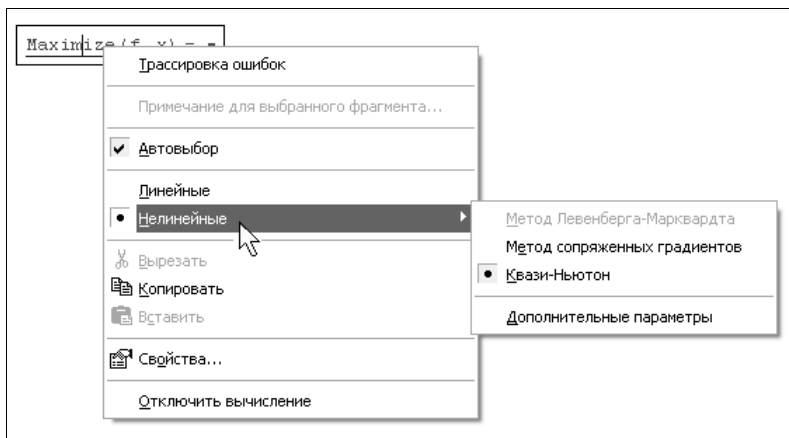 Maximize(f, x) = ▪
Трассировка ошибок
Примечание для выбранного фрагмента...
Автовыбор
Линейные
Нелинейные
Вырезать
Копировать
Вставить
Свойства...
Отключить вычисление
Метод Левенберга-Марквардта
Метод сопряженных градиентов
Квази-Ньютон
Дополнительные параметры